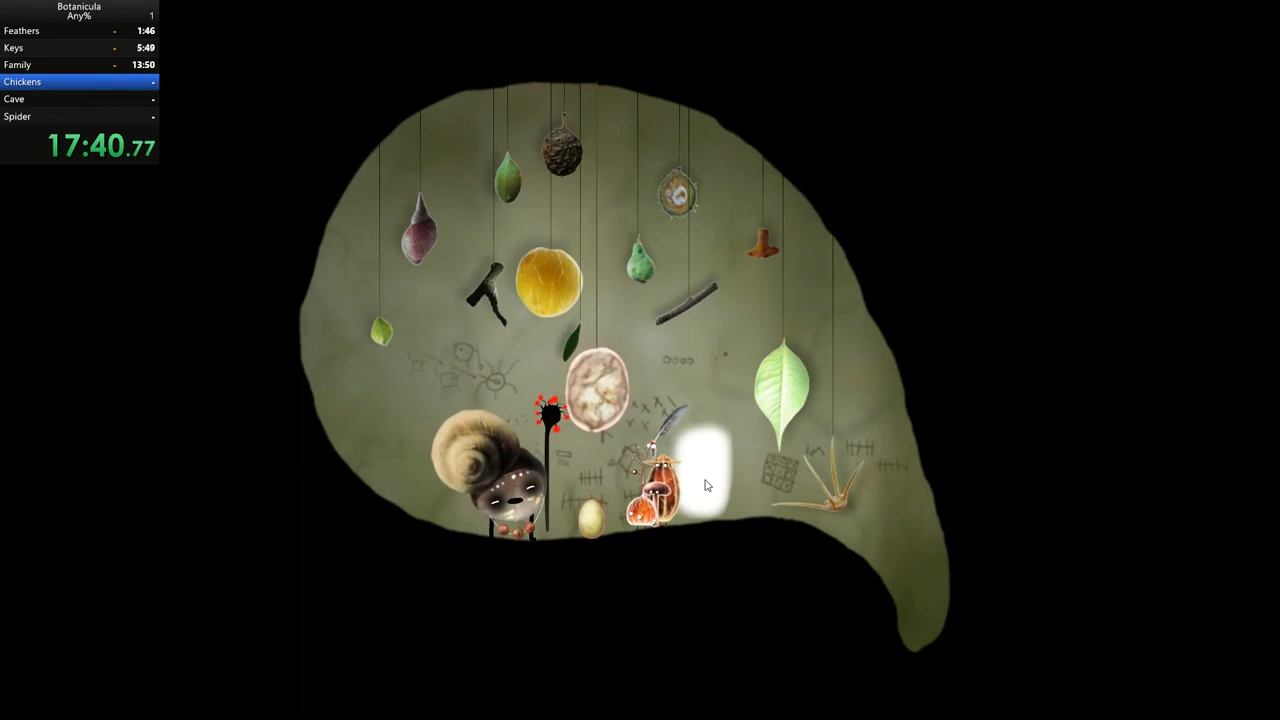 Botanicula
Any% 1
Feathers - 1:46
Keys - 5:49
Family - 13:50
Chickens -
Cave -
Spider -
17:40.77